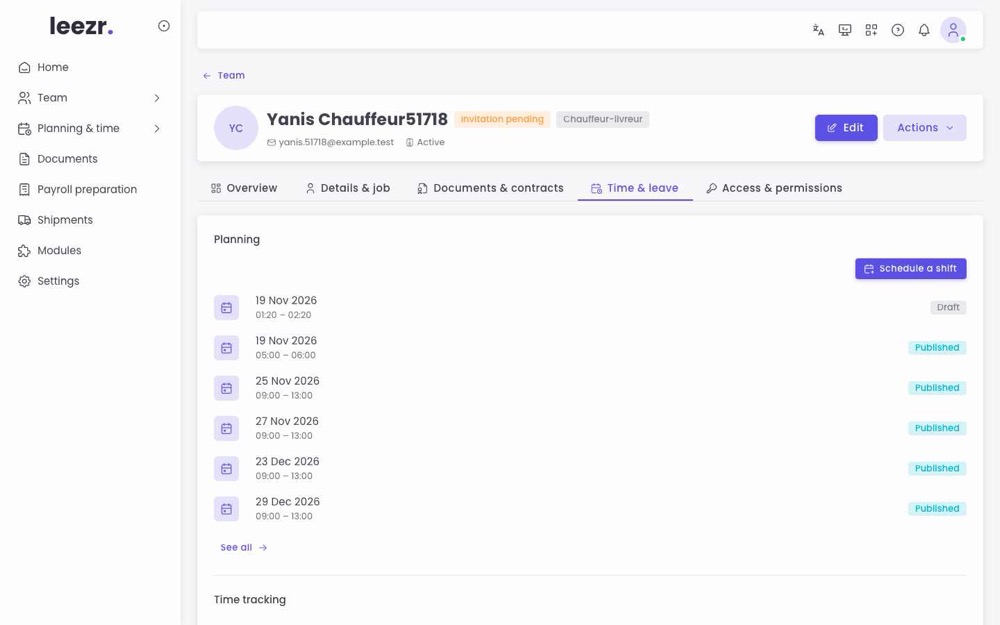 leezr.
Home
Team
Planning & time
Documents
Payroll preparation
Shipments
Modules
Settings
Team
YC
Yanis Chauffeur51718
Invitation pending
Chauffeur-livreur
yanis.51718@example.test
Active
Edit
Actions
Overview
Details & job
Documents & contracts
Time & leave
Access & permissions
Planning
Schedule a shift
19 Nov 2026
01:20 – 02:20
Draft
19 Nov 2026
05:00 – 06:00
Published
25 Nov 2026
09:00 – 13:00
Published
27 Nov 2026
09:00 – 13:00
Published
23 Dec 2026
09:00 – 13:00
Published
29 Dec 2026
09:00 – 13:00
Published
See all
Time tracking